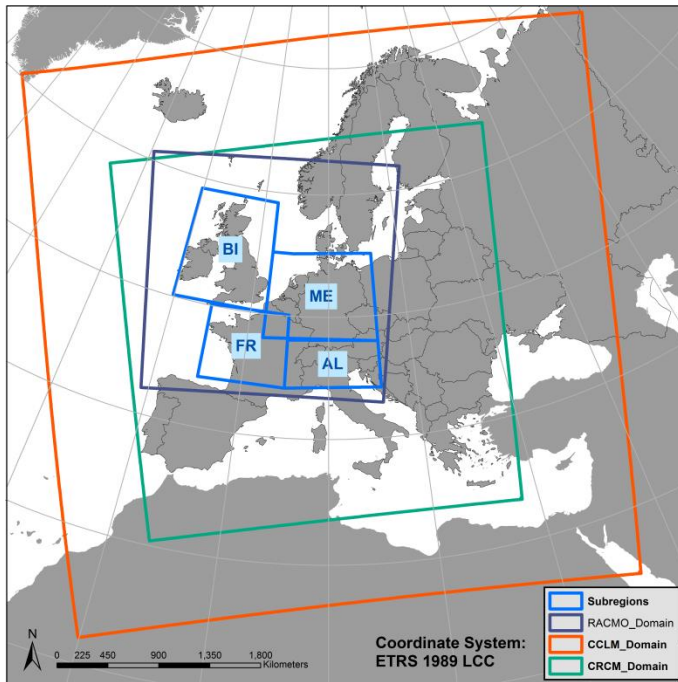 BI
ME
FR
AL
N
0 225 450 900 1,350 1,800
Kilometers
Coordinate System:
ETRS 1989 LCC
Subregions
RACMO_Domain
CCLM_Domain
CRCM_Domain